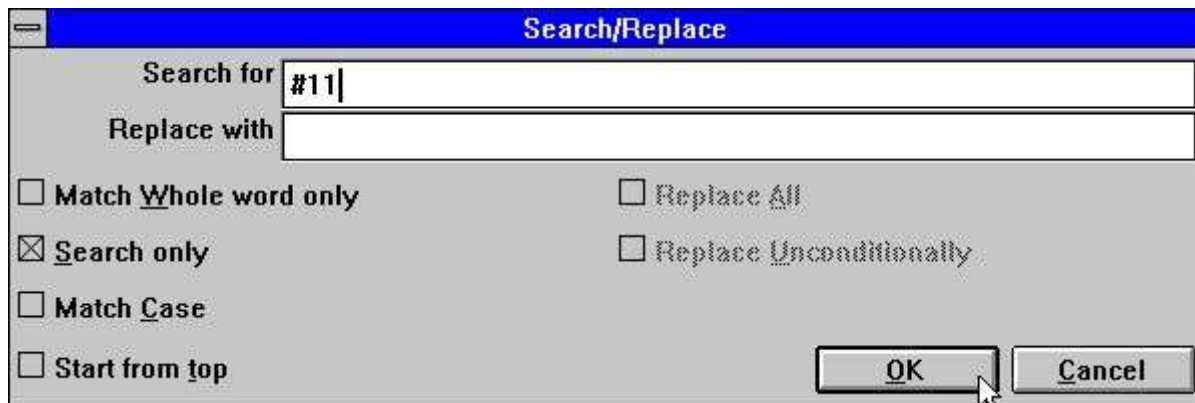 Search/Replace
Search for #11
Replace with
Match Whole word only
Replace All
Search only
Replace Unconditionally
Match Case
Start from top
OK
Cancel